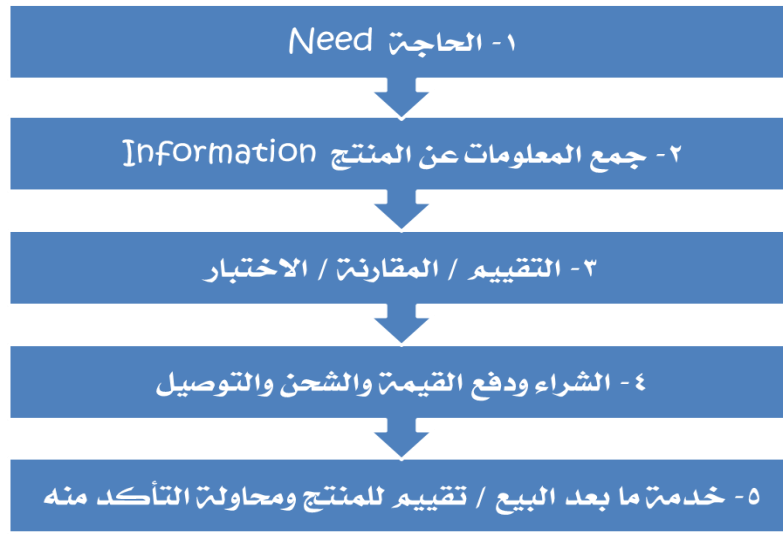 ١- الحاجة Need
٢- جمع المعلومات عن المنتج Information
٣- التقييم / المقارنة / الاختبار
٤- الشراء ودفع القيمة والشحن والتوصيل
٥- خدمة ما بعد البيع / تقييم للمنتج ومحاولة التأكد منه